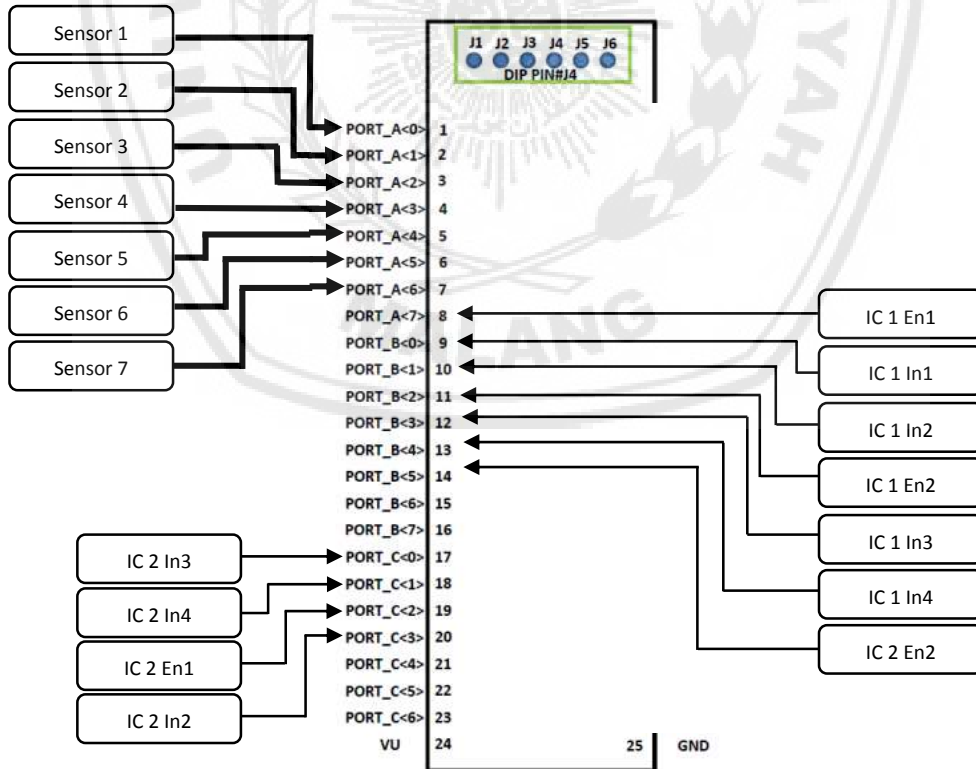 Sensor 1
Sensor 2
Sensor 3
Sensor 4
Sensor 5
Sensor 6
Sensor 7
J1 J2 J3 J4 J5 J6
DIP PIN#J4
PORT_A<0> 1
PORT_A<1> 2
PORT_A<2> 3
PORT_A<3> 4
PORT_A<4> 5
PORT_A<5> 6
PORT_A<6> 7
PORT_A<7> 8
PORT_B<0> 9
PORT_B<1> 10
PORT_B<2> 11
PORT_B<3> 12
PORT_B<4> 13
PORT_B<5> 14
PORT_B<6> 15
PORT_B<7> 16
PORT_C<0> 17
PORT_C<1> 18
PORT_C<2> 19
PORT_C<3> 20
PORT_C<4> 21
PORT_C<5> 22
PORT_C<6> 23
VU 24
25 GND
IC 1 En1
IC 1 In1
IC 1 In2
IC 1 En2
IC 1 In3
IC 1 In4
IC 2 En2
IC 2 In3
IC 2 In4
IC 2 En1
IC 2 In2
MALANG